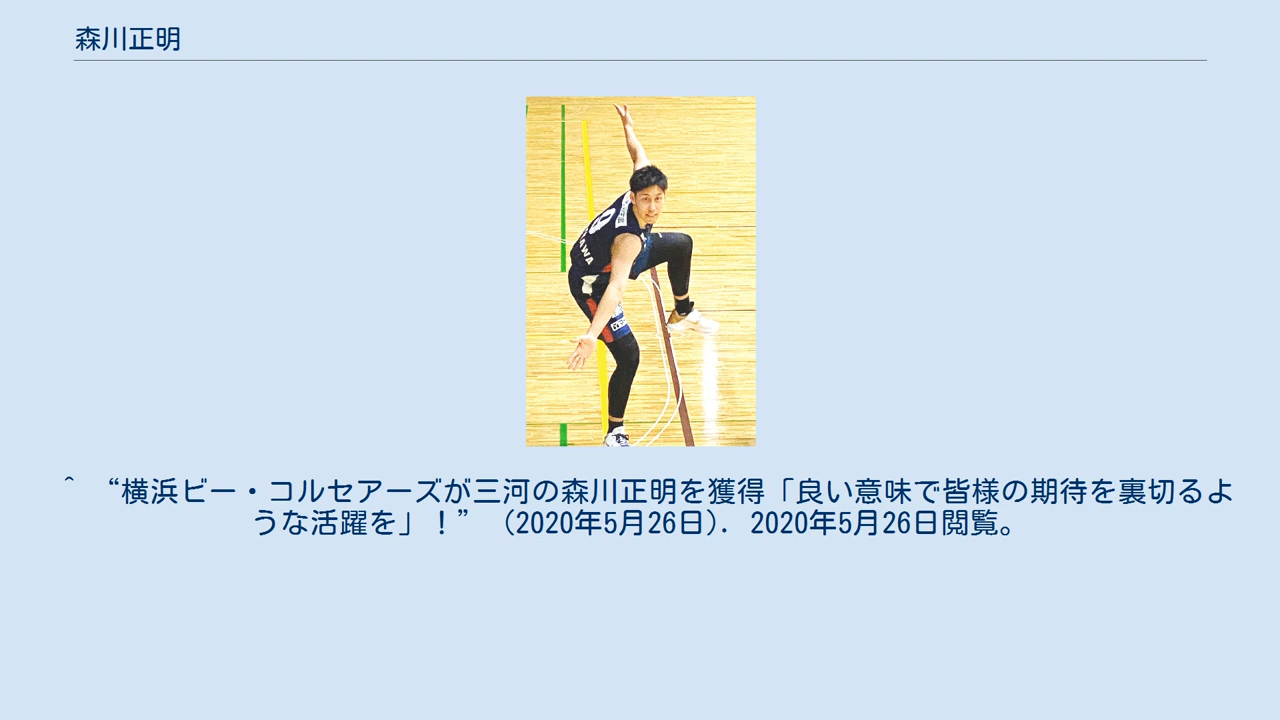 森川正明
^ “横浜ビー・コルセアーズが三河の森川正明を獲得「良い意味で皆様の期待を裏切るよ
うな活躍を」！” (2020年5月26日). 2020年5月26日閲覧。